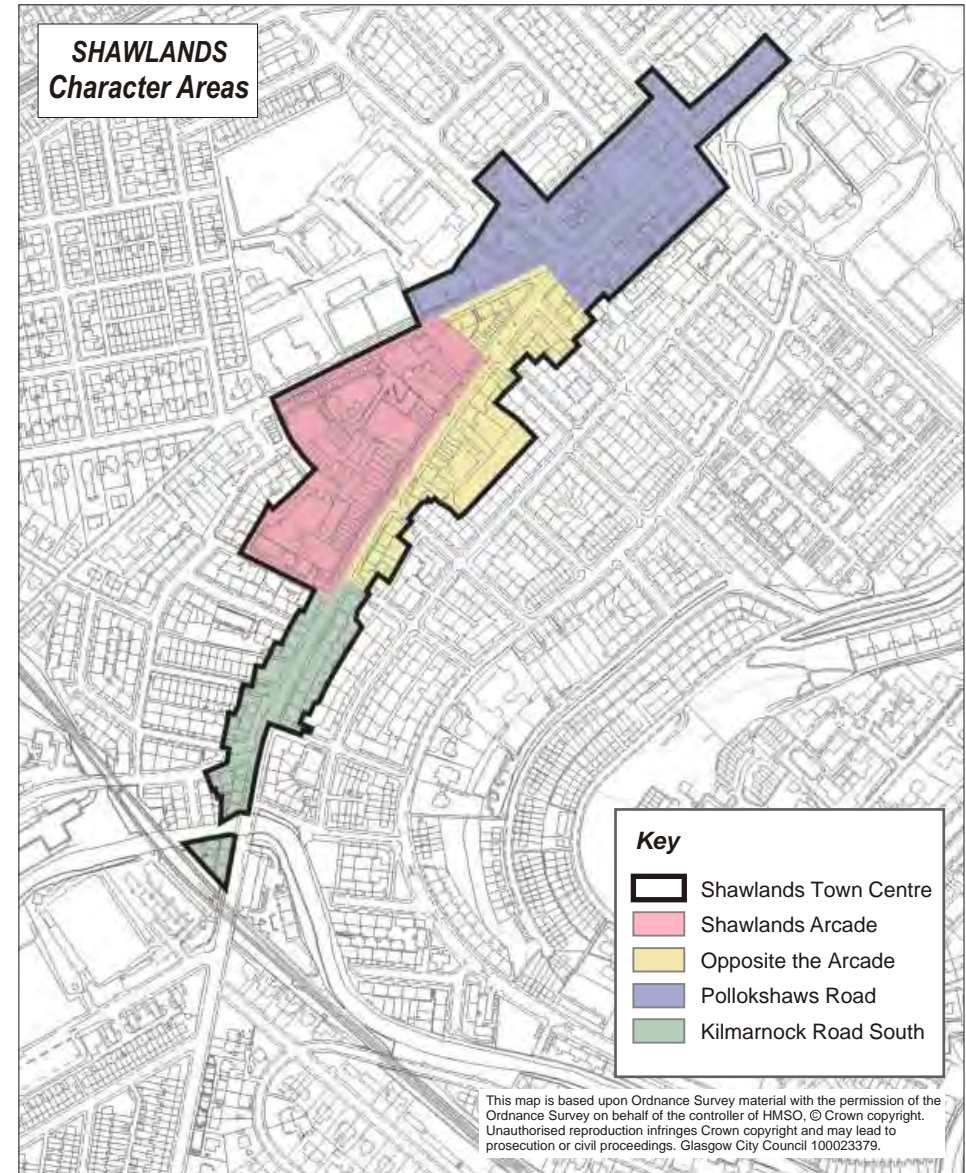 SHAWLANDS
Character Areas
Key
Shawlands Town Centre
Shawlands Arcade
Opposite the Arcade
Pollokshaws Road
Kilmarnock Road South
This map is based upon Ordnance Survey material with the permission of the
Ordnance Survey on behalf of the controller of HMSO, © Crown copyright.
Unauthorised reproduction infringes Crown copyright and may lead to
prosecution or civil proceedings. Glasgow City Council 100023379.